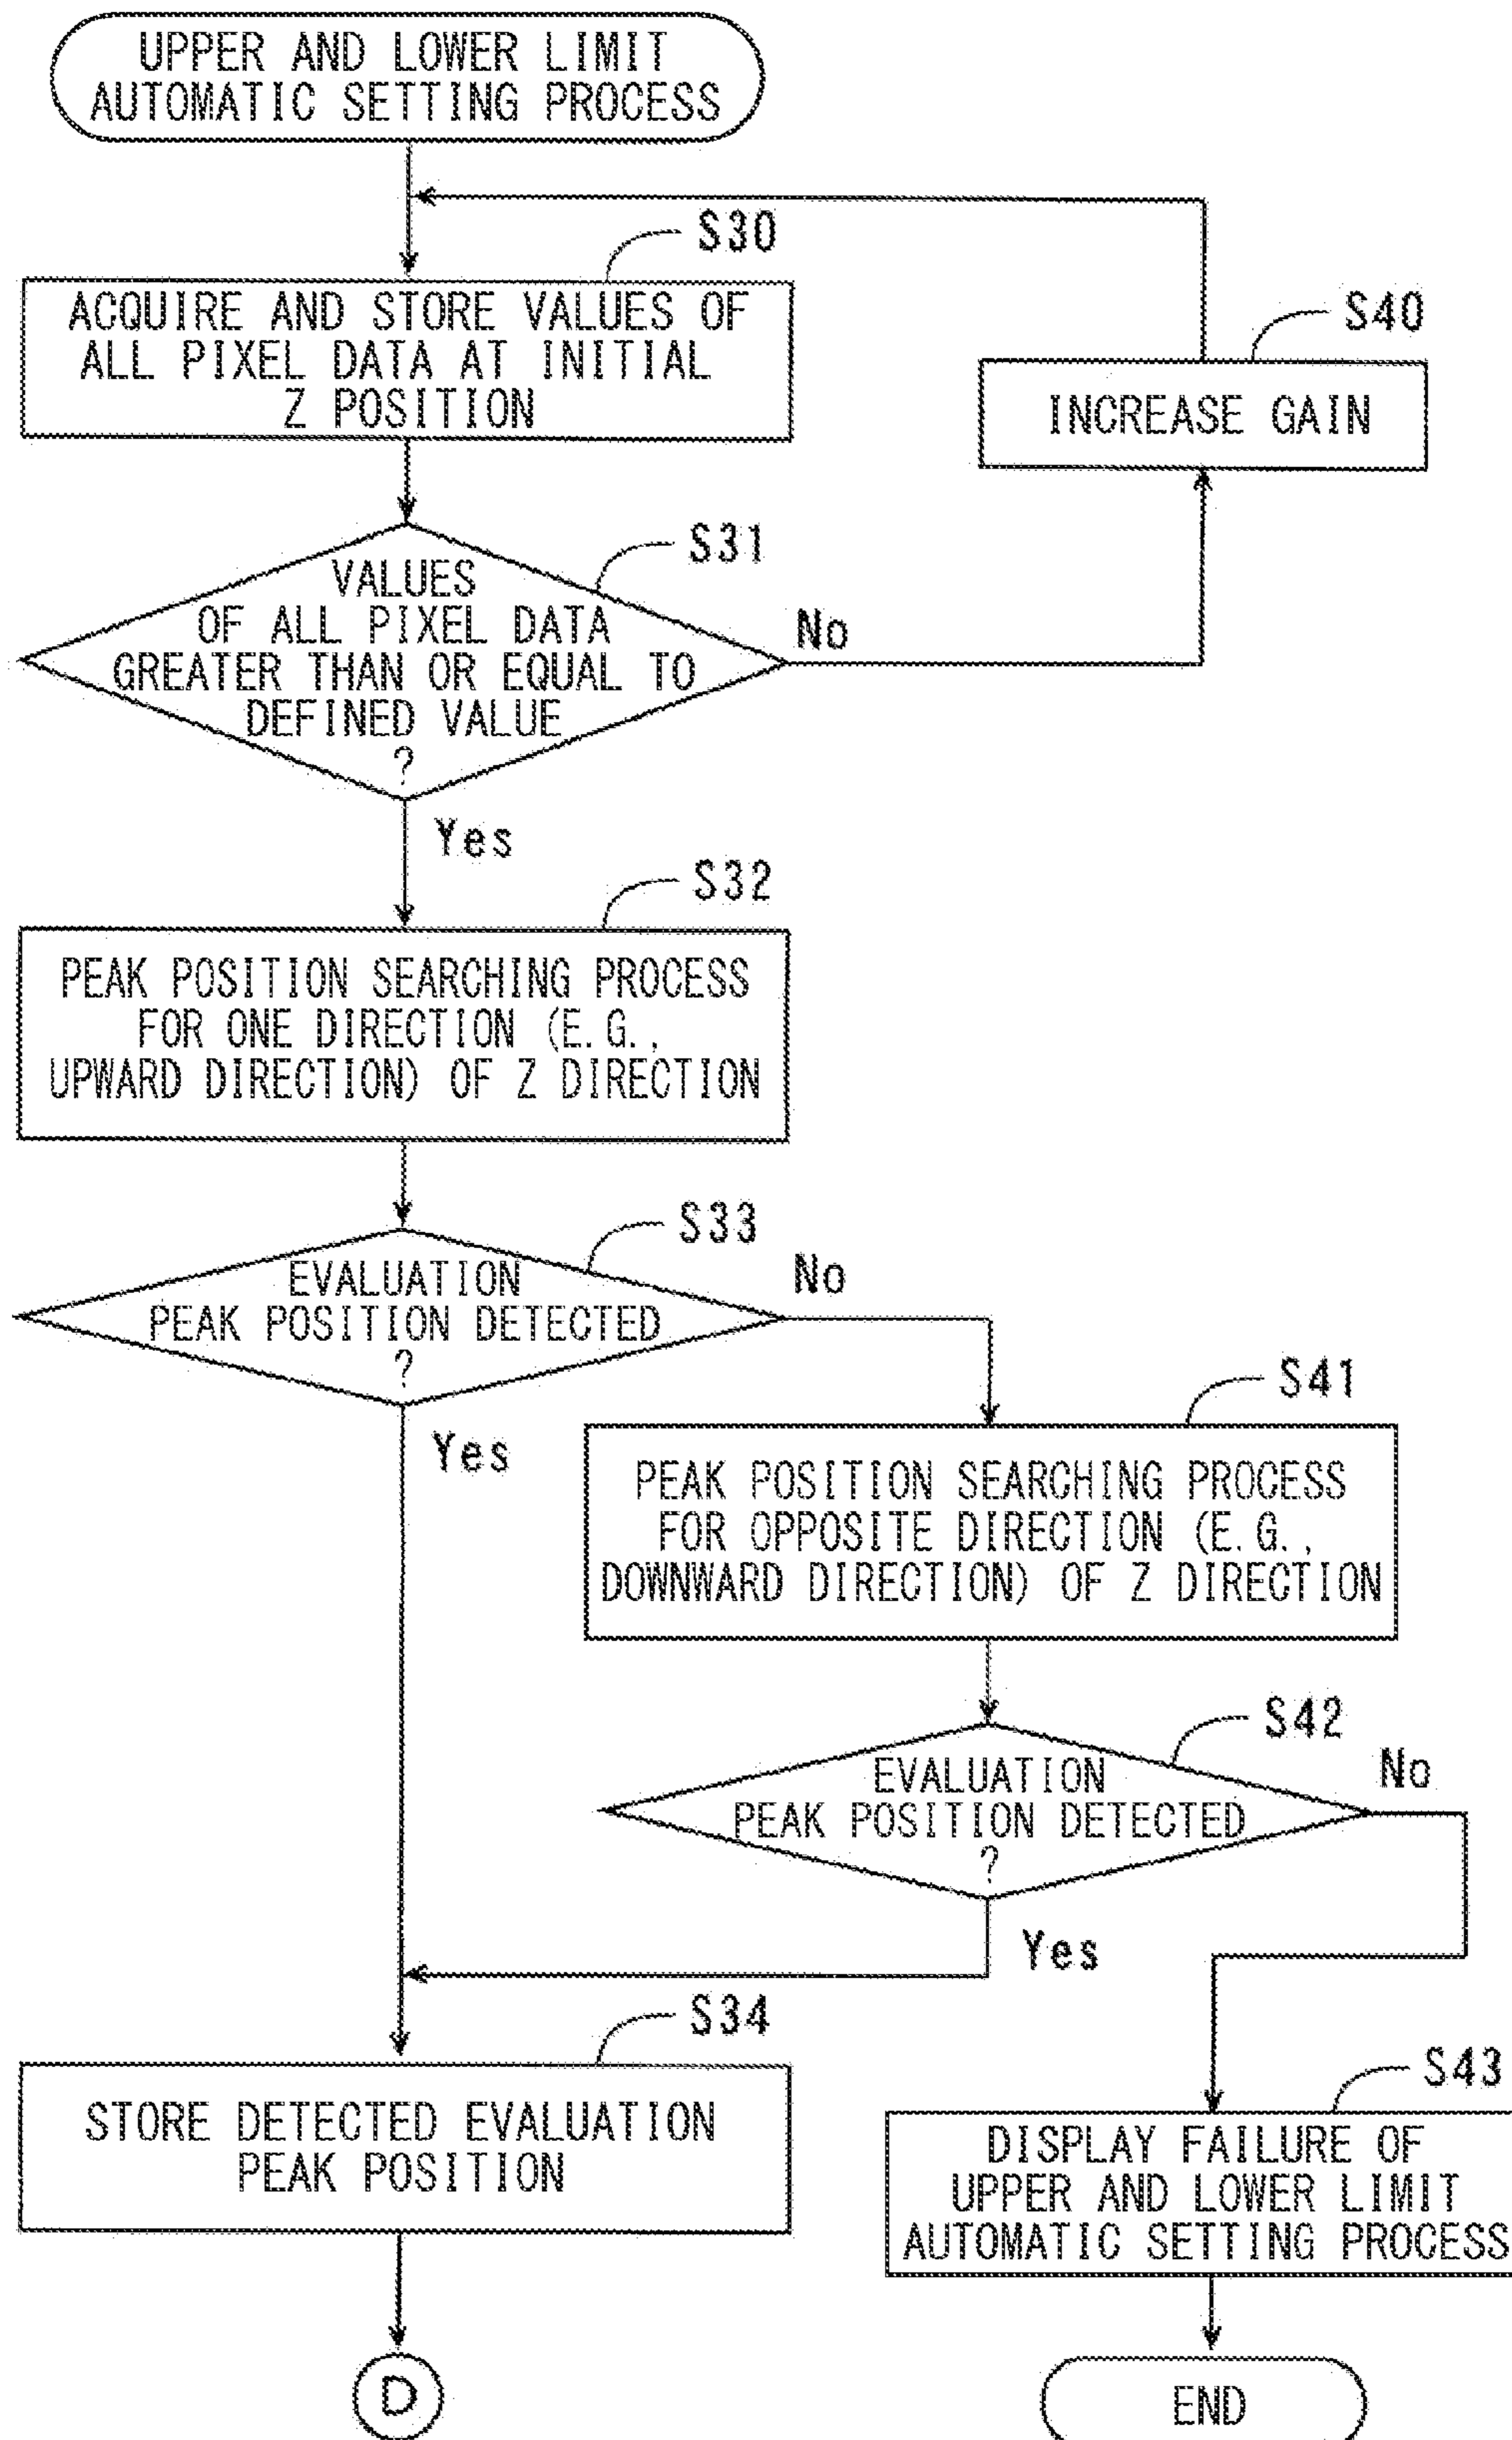 UPPER AND LOWER LIMIT
AUTOMATIC SETTING PROCESS
S30
ACQUIRE AND STORE VALUES OF
ALL PIXEL DATA AT INITIAL
Z POSITION
S40
INCREASE GAIN
S31
VALUES
OF ALL PIXEL DATA
GREATER THAN OR EQUAL TO
DEFINED VALUE
?
No
Yes
S32
PEAK POSITION SEARCHING PROCESS
FOR ONE DIRECTION (E.G.,
UPWARD DIRECTION) OF Z DIRECTION
S33
EVALUATION
PEAK POSITION DETECTED
?
No
Yes
S41
PEAK POSITION SEARCHING PROCESS
FOR OPPOSITE DIRECTION (E.G.,
DOWNWARD DIRECTION) OF Z DIRECTION
S42
EVALUATION
PEAK POSITION DETECTED
?
No
Yes
S34
STORE DETECTED EVALUATION
PEAK POSITION
S43
DISPLAY FAILURE OF
UPPER AND LOWER LIMIT
AUTOMATIC SETTING PROCESS
D
END